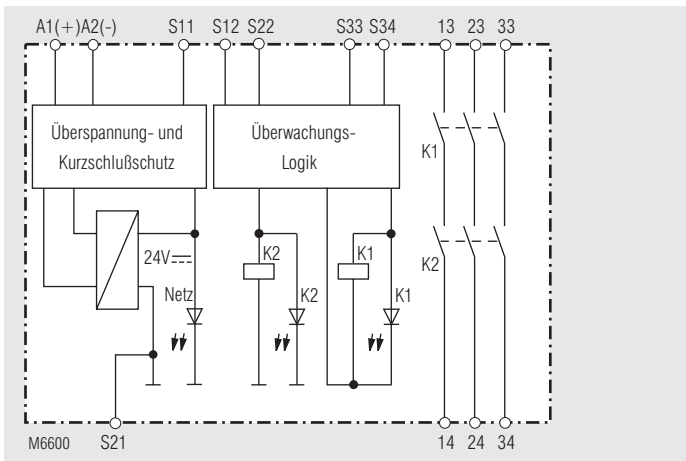 A1(+) A2(-) S11 S12 S22 S33 S34 13 23 33
Überspannung- und
Kurzschlußschutz
Überwachungs-
Logik
K1
K2
24V
K2
K1
Netz
K2
K1
M6600
S21
14 24 34